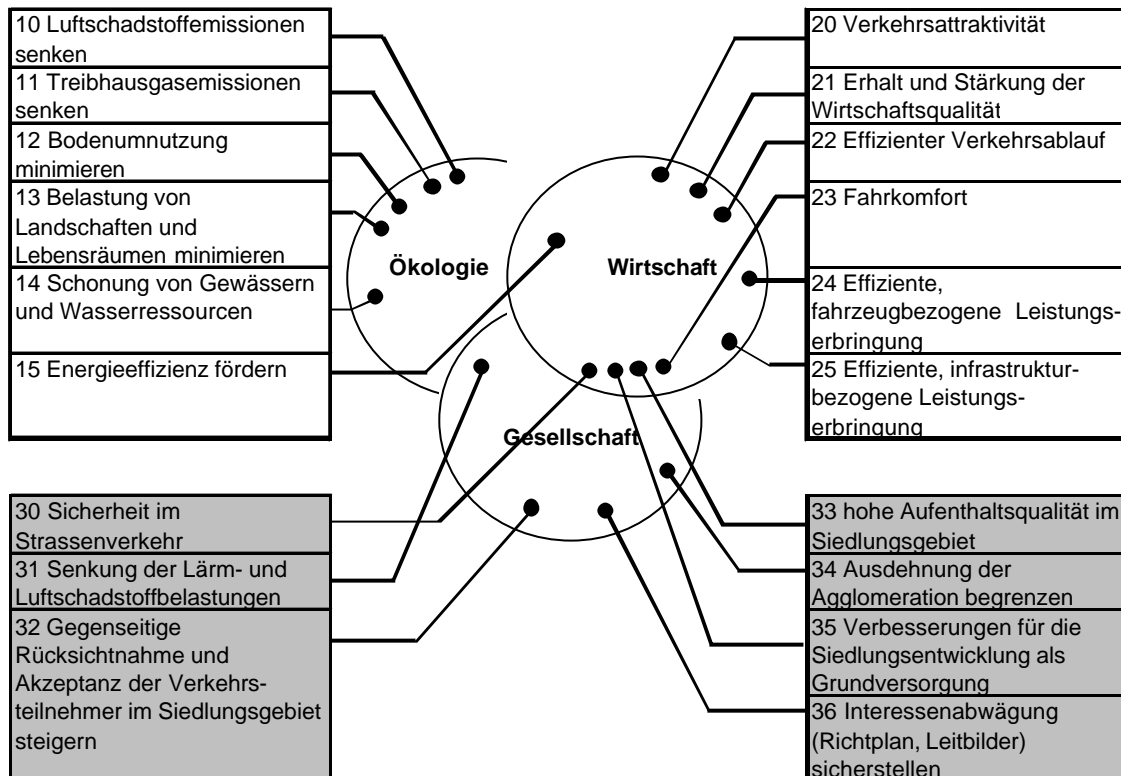 10 Luftschadstoffemissionen
senken
11 Treibhausgasemissionen
senken
12 Bodenumnutzung
minimieren
13 Belastung von
Landschaften und
Lebensräumen minimieren
14 Schonung von Gewässern
und Wasserressourcen
15 Energieeffizienz fördern
Ökologie
Wirtschaft
Gesellschaft
20 Verkehrsattraktivität
21 Erhalt und Stärkung der
Wirtschaftsqualität
22 Effizienter Verkehrsablauf
23 Fahrkomfort
24 Effiziente,
fahrzeugbezogene Leistungs-
erbringung
25 Effiziente, infrastruktur-
bezogene Leistungs-
erbringung
30 Sicherheit im
Strassenverkehr
31 Senkung der Lärm- und
Luftschadstoffbelastungen
32 Gegenseitige
Rücksichtnahme und
Akzeptanz der Verkehrs-
teilnehmer im Siedlungsgebiet
steigern
33 hohe Aufenthaltsqualität im
Siedlungsgebiet
34 Ausdehnung der
Agglomeration begrenzen
35 Verbesserungen für die
Siedlungsentwicklung als
Grundversorgung
36 Interessenabwägung
(Richtplan, Leitbilder)
sicherstellen